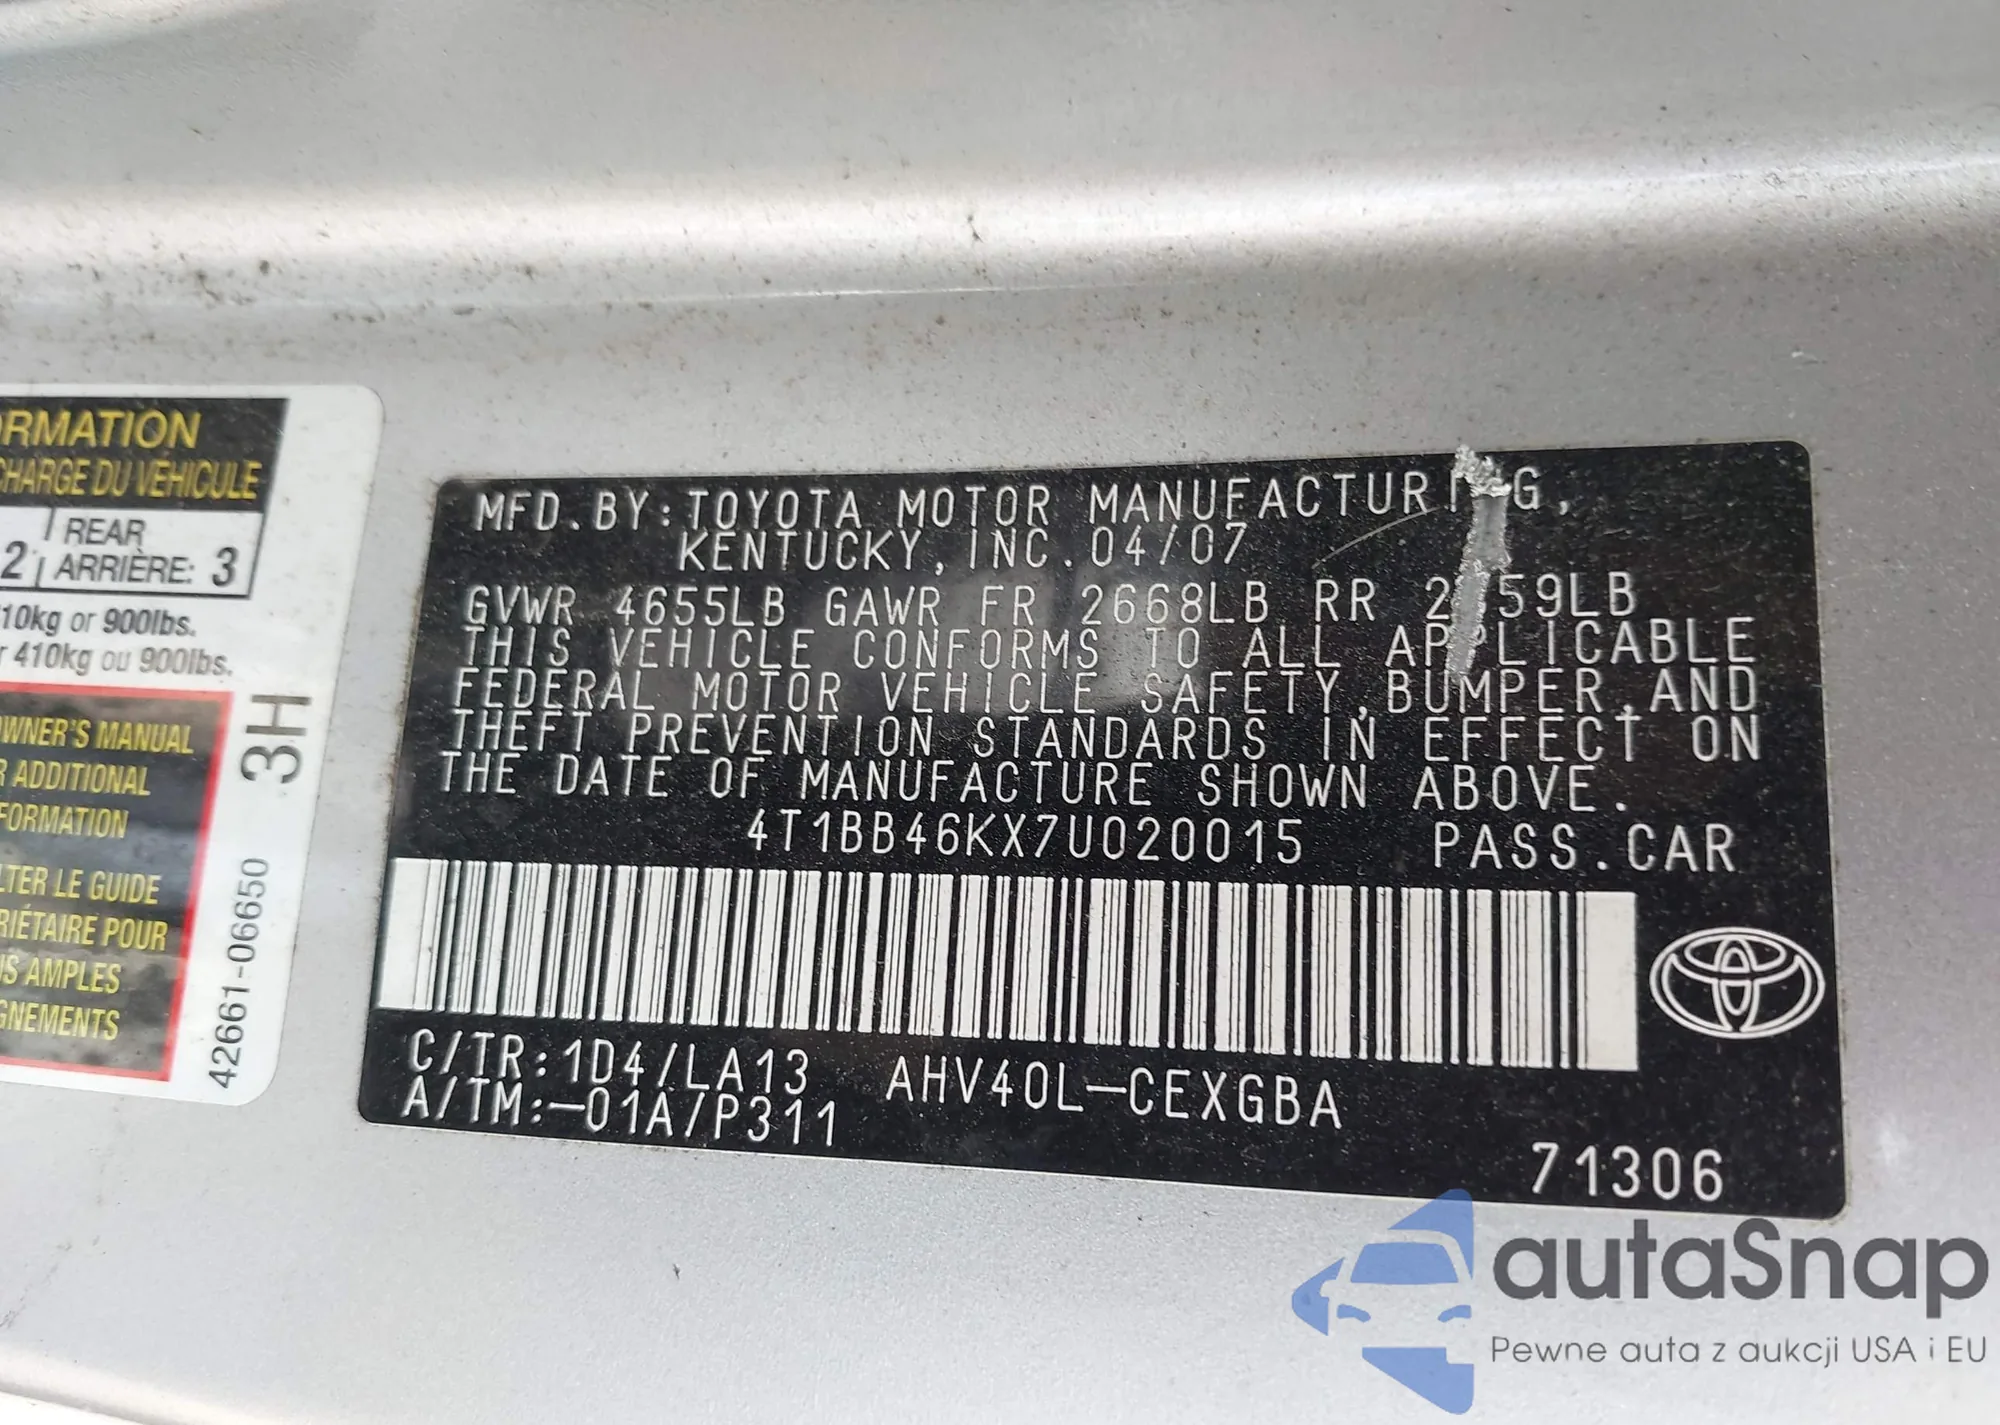 ORMATION
CHARGE DU VÉHICULE
2 REAR
ARRIÈRE: 3
10kg or 900lbs.
r 410kg ou 900lbs.
OWNER'S MANUAL
R ADDITIONAL
FORMATION
LTER LE GUIDE
RIÉTAIRE POUR
US AMPLES
GNEMENTS
3H
42661-06650
MFD.BY:TOYOTA MOTOR MANUFACTURING,
KENTUCKY, INC.04/07
GVWR 4655LB GAWR FR 2668LB RR 2 59LB
THIS VEHICLE CONFORMS TO ALL APPLICABLE
FEDERAL MOTOR VEHICLE SAFETY,BUMPER,AND
THEFT PREVENTION STANDARDS IN EFFECT ON
THE DATE OF MANUFACTURE SHOWN ABOVE.
4T1BB46KX7U020015 PASS.CAR
C/TR:1D4/LA13 AHV40L-CEXGBA
A/TM:-01A/P311
71306
autaSnap
Pewne auta z aukcji USA i EU